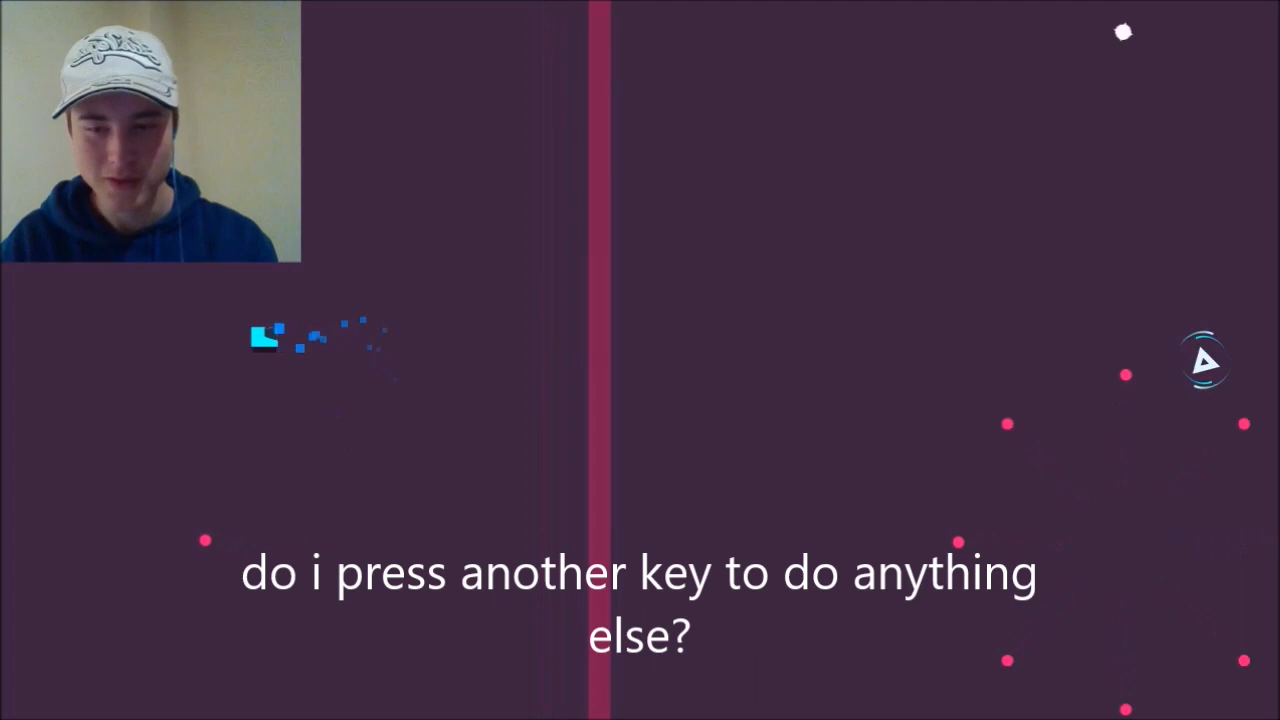 do i press another key to do anything
else?